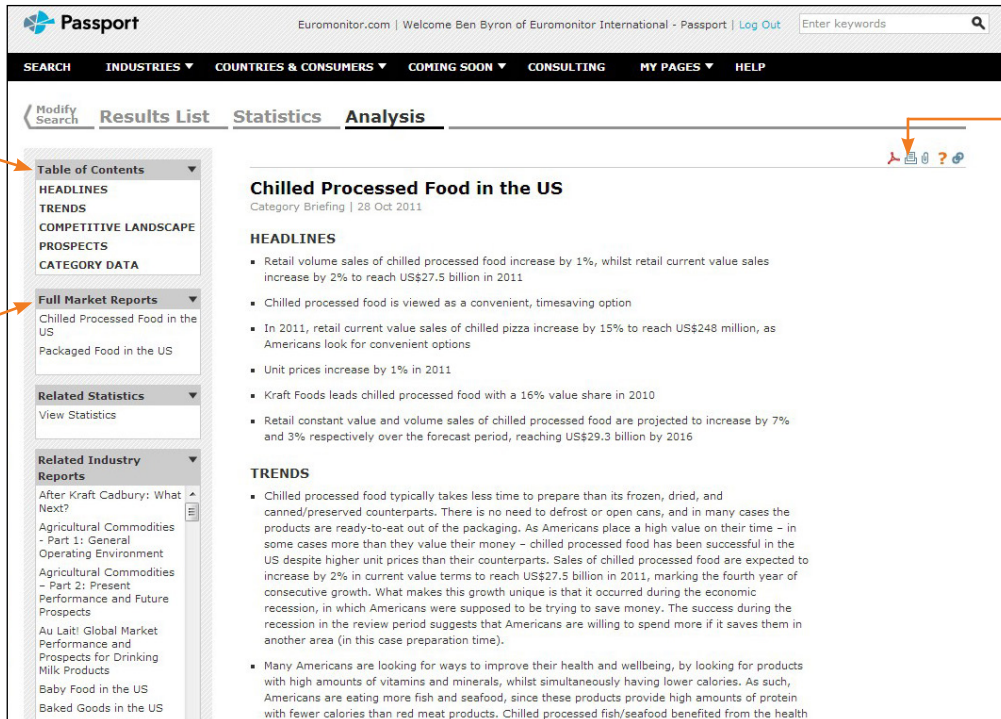 Passport
Euromonitor.com | Welcome Ben Byron of Euromonitor International - Passport | Log Out
Enter keywords
SEARCH INDUSTRIES ▼ COUNTRIES & CONSUMERS ▼ COMING SOON ▼ CONSULTING MY PAGES ▼ HELP
Modify
Search
Results List Statistics Analysis
Table of Contents ▼
HEADLINES
TRENDS
COMPETITIVE LANDSCAPE
PROSPECTS
CATEGORY DATA
Full Market Reports ▼
Chilled Processed Food in the
US
Packaged Food in the US
Related Statistics ▼
View Statistics
Related Industry ▼
Reports
After Kraft Cadbury: What
Next?
Agricultural Commodities
- Part 1: General
Operating Environment
Agricultural Commodities
– Part 2: Present
Performance and Future
Prospects
Au Lait! Global Market
Performance and
Prospects for Drinking
Milk Products
Baby Food in the US
Baked Goods in the US
?
Chilled Processed Food in the US
Category Briefing | 28 Oct 2011
HEADLINES
▪ Retail volume sales of chilled processed food increase by 1%, whilst retail current value sales
increase by 2% to reach US$27.5 billion in 2011
▪ Chilled processed food is viewed as a convenient, timesaving option
▪ In 2011, retail current value sales of chilled pizza increase by 15% to reach US$248 million, as
Americans look for convenient options
▪ Unit prices increase by 1% in 2011
▪ Kraft Foods leads chilled processed food with a 16% value share in 2010
▪ Retail constant value and volume sales of chilled processed food are projected to increase by 7%
and 3% respectively over the forecast period, reaching US$29.3 billion by 2016
TRENDS
▪ Chilled processed food typically takes less time to prepare than its frozen, dried, and
canned/preserved counterparts. There is no need to defrost or open cans, and in many cases the
products are ready-to-eat out of the packaging. As Americans place a high value on their time – in
some cases more than they value their money – chilled processed food has been successful in the
US despite higher unit prices than their counterparts. Sales of chilled processed food are expected to
increase by 2% in current value terms to reach US$27.5 billion in 2011, marking the fourth year of
consecutive growth. What makes this growth unique is that it occurred during the economic
recession, in which Americans were supposed to be trying to save money. The success during the
recession in the review period suggests that Americans are willing to spend more if it saves them in
another area (in this case preparation time).
▪ Many Americans are looking for ways to improve their health and wellbeing, by looking for products
with high amounts of vitamins and minerals, whilst simultaneously having lower calories. As such,
Americans are eating more fish and seafood, since these products provide high amounts of protein
with fewer calories than red meat products. Chilled processed fish/seafood benefited from the health